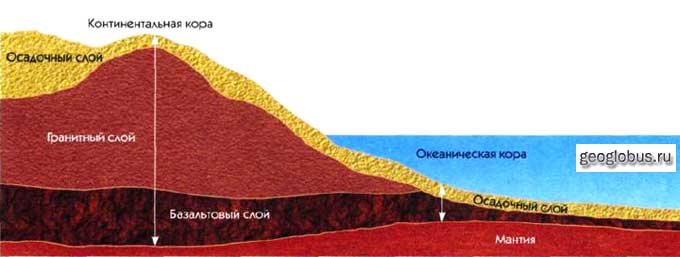 Континентальная кора
Осадочный слой
Гранитный слой
Океаническая кора
geoglobus.ru
Осадочный слой
Базальтовый слой
Мантия